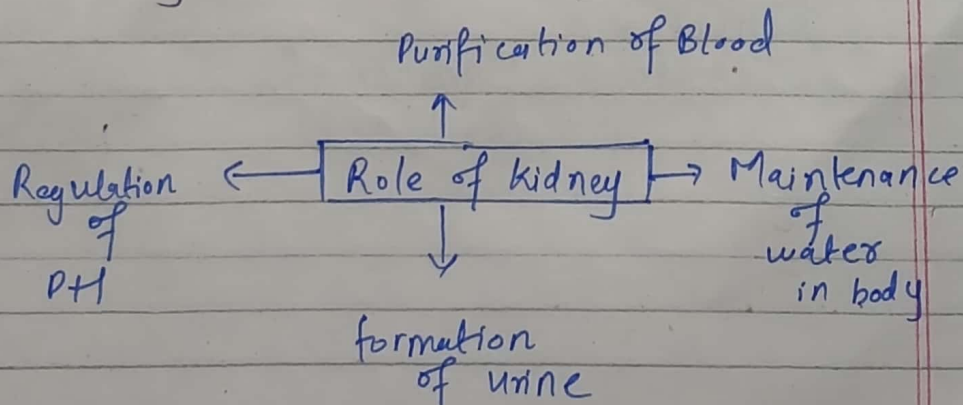 Purification of Blood
Regulation
of
PH
Role of kidney
Maintenance
of
water
in body
formation
of urine